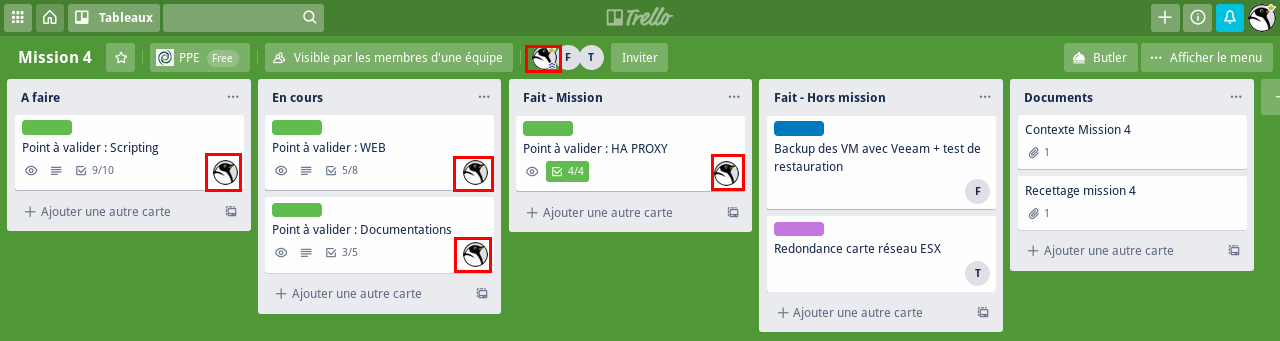 Tableaux
Trello
Mission 4
PPE Free
Visible par les membres d'une équipe
F
T
Inviter
Butler
Afficher le menu
A faire
Point à valider : Scripting
9/10
Ajouter une autre carte
En cours
Point à valider : WEB
5/8
Point à valider : Documentations
3/5
Ajouter une autre carte
Fait - Mission
Point à valider : HA PROXY
4/4
Ajouter une autre carte
Fait - Hors mission
Backup des VM avec Veeam + test de
restauration
F
Redondance carte réseau ESX
T
Ajouter une autre carte
Documents
Contexte Mission 4
1
Recettage mission 4
1
Ajouter une autre carte